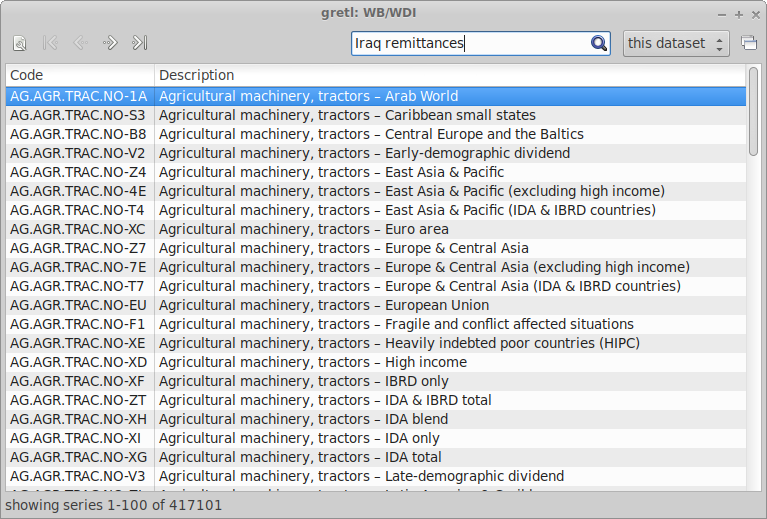 gretl: WB/WDI
Iraq remittances
this dataset
Code Description
AG.AGR.TRAC.NO-1A Agricultural machinery, tractors – Arab World
AG.AGR.TRAC.NO-S3 Agricultural machinery, tractors – Caribbean small states
AG.AGR.TRAC.NO-B8 Agricultural machinery, tractors – Central Europe and the Baltics
AG.AGR.TRAC.NO-V2 Agricultural machinery, tractors – Early-demographic dividend
AG.AGR.TRAC.NO-Z4 Agricultural machinery, tractors – East Asia & Pacific
AG.AGR.TRAC.NO-4E Agricultural machinery, tractors – East Asia & Pacific (excluding high income)
AG.AGR.TRAC.NO-T4 Agricultural machinery, tractors – East Asia & Pacific (IDA & IBRD countries)
AG.AGR.TRAC.NO-XC Agricultural machinery, tractors – Euro area
AG.AGR.TRAC.NO-Z7 Agricultural machinery, tractors – Europe & Central Asia
AG.AGR.TRAC.NO-7E Agricultural machinery, tractors – Europe & Central Asia (excluding high income)
AG.AGR.TRAC.NO-T7 Agricultural machinery, tractors – Europe & Central Asia (IDA & IBRD countries)
AG.AGR.TRAC.NO-EU Agricultural machinery, tractors – European Union
AG.AGR.TRAC.NO-F1 Agricultural machinery, tractors – Fragile and conflict affected situations
AG.AGR.TRAC.NO-XE Agricultural machinery, tractors – Heavily indebted poor countries (HIPC)
AG.AGR.TRAC.NO-XD Agricultural machinery, tractors – High income
AG.AGR.TRAC.NO-XF Agricultural machinery, tractors – IBRD only
AG.AGR.TRAC.NO-ZT Agricultural machinery, tractors – IDA & IBRD total
AG.AGR.TRAC.NO-XH Agricultural machinery, tractors – IDA blend
AG.AGR.TRAC.NO-XI Agricultural machinery, tractors – IDA only
AG.AGR.TRAC.NO-XG Agricultural machinery, tractors – IDA total
AG.AGR.TRAC.NO-V3 Agricultural machinery, tractors – Late-demographic dividend
showing series 1-100 of 417101